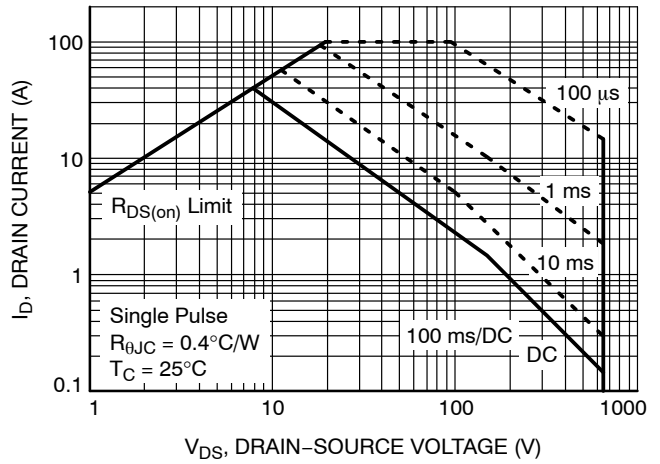 I_D, DRAIN CURRENT (A)
100
10
1
0.1
100 µs
1 ms
10 ms
R_DS(on) Limit
Single Pulse
R_θJC = 0.4°C/W
T_C = 25°C
100 ms/DC
DC
1
10
100
1000
V_DS, DRAIN−SOURCE VOLTAGE (V)